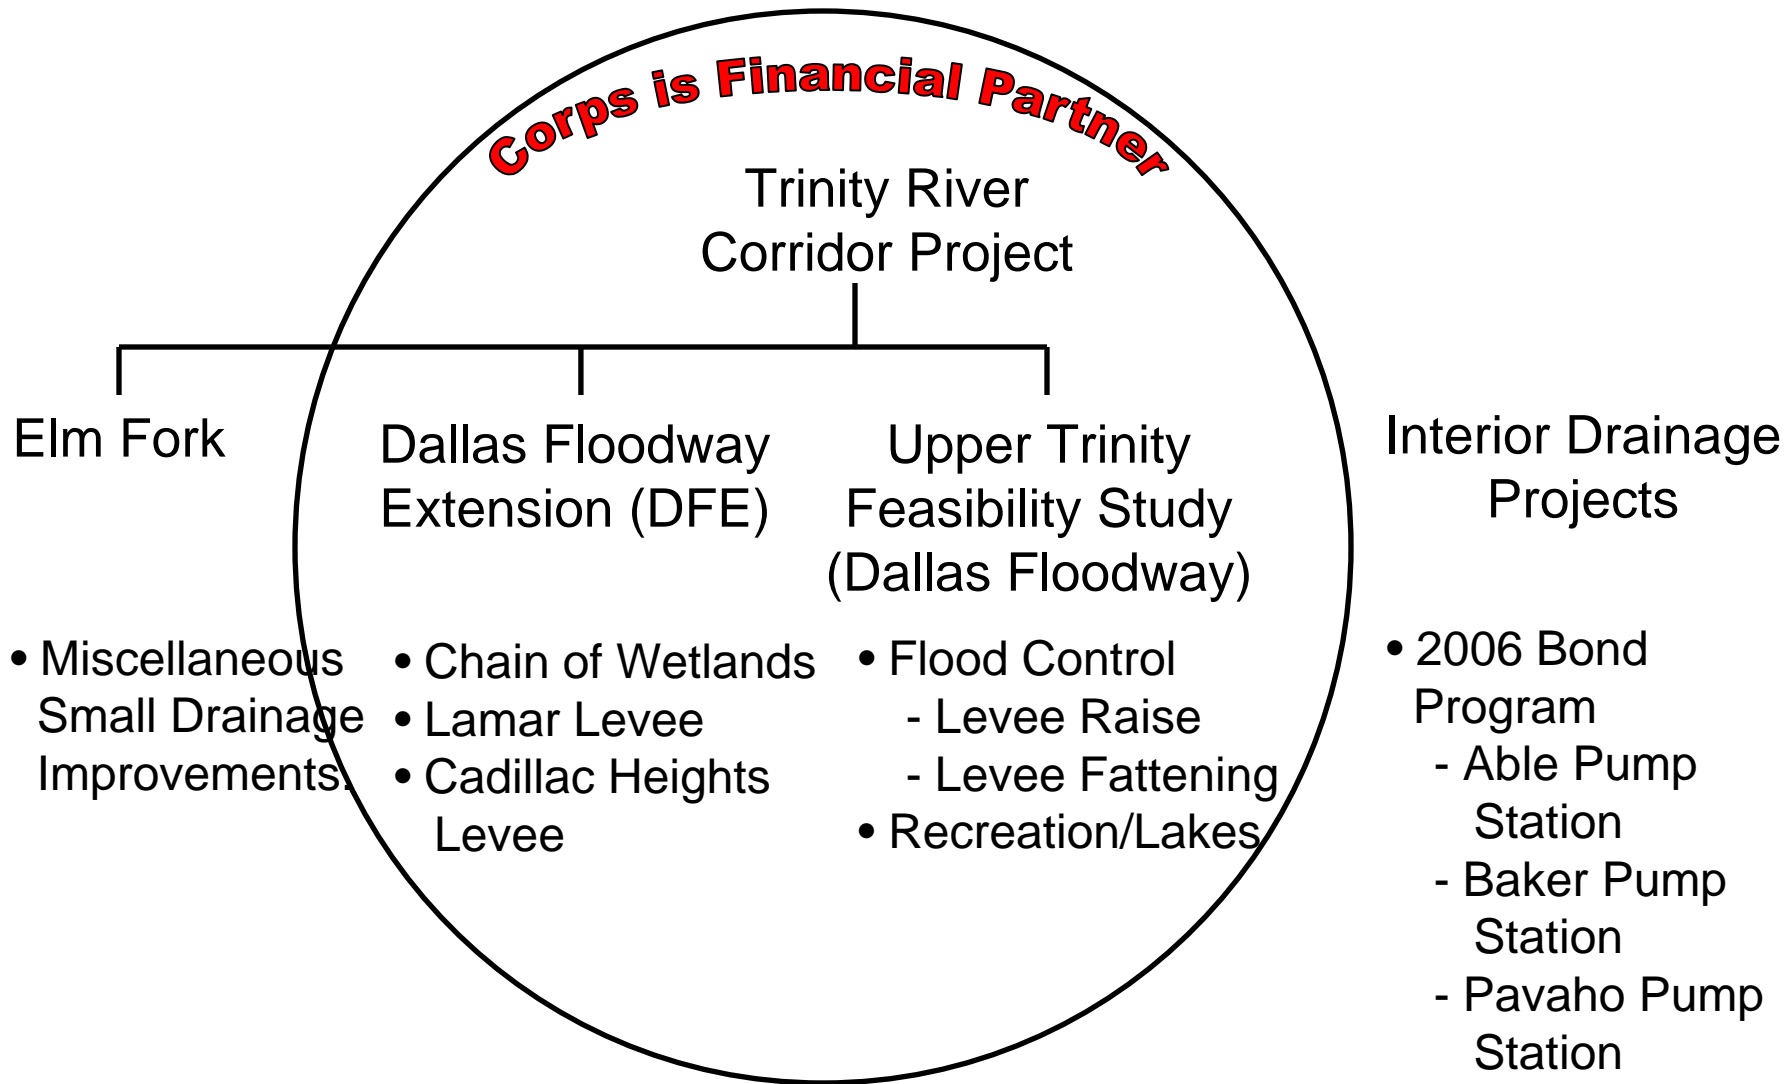 Corps is Financial Partner
Trinity River
Corridor Project
Elm Fork
• Miscellaneous
Small Drainage
Improvements.
Dallas Floodway
Extension (DFE)
• Chain of Wetlands
• Lamar Levee
• Cadillac Heights
Levee
Upper Trinity
Feasibility Study
(Dallas Floodway)
• Flood Control
- Levee Raise
- Levee Fattening
• Recreation/Lakes
Interior Drainage
Projects
• 2006 Bond
Program
- Able Pump
Station
- Baker Pump
Station
- Pavaho Pump
Station